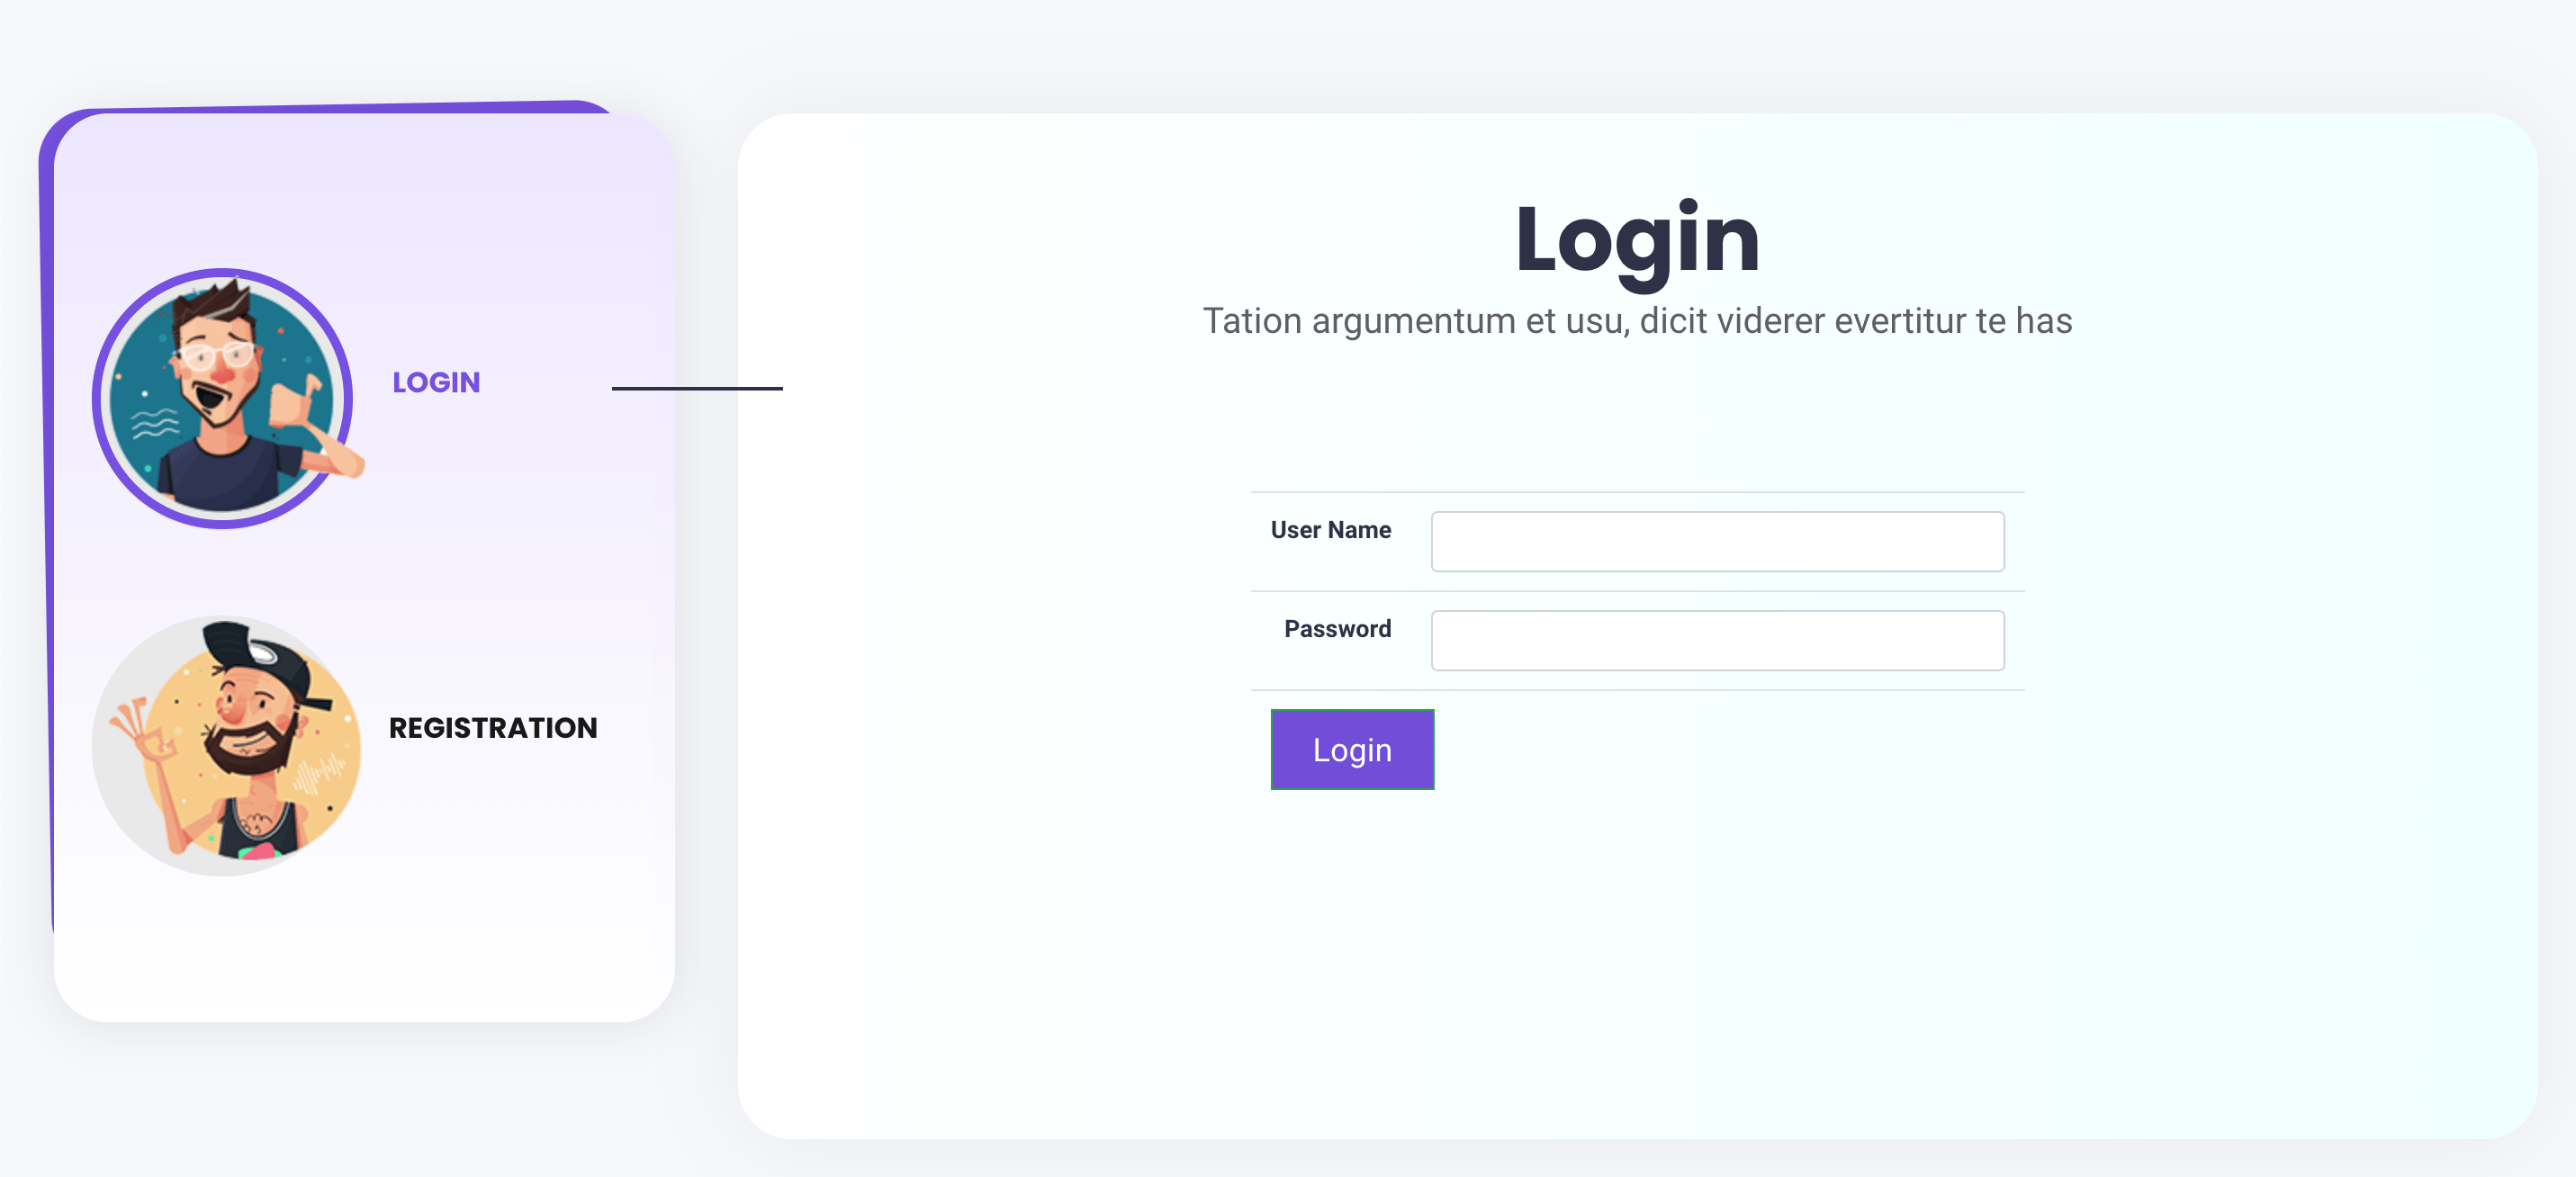 LOGIN
REGISTRATION
Login
Tation argumentum et usu, dicit viderer evertitur te has
User Name
Password
Login